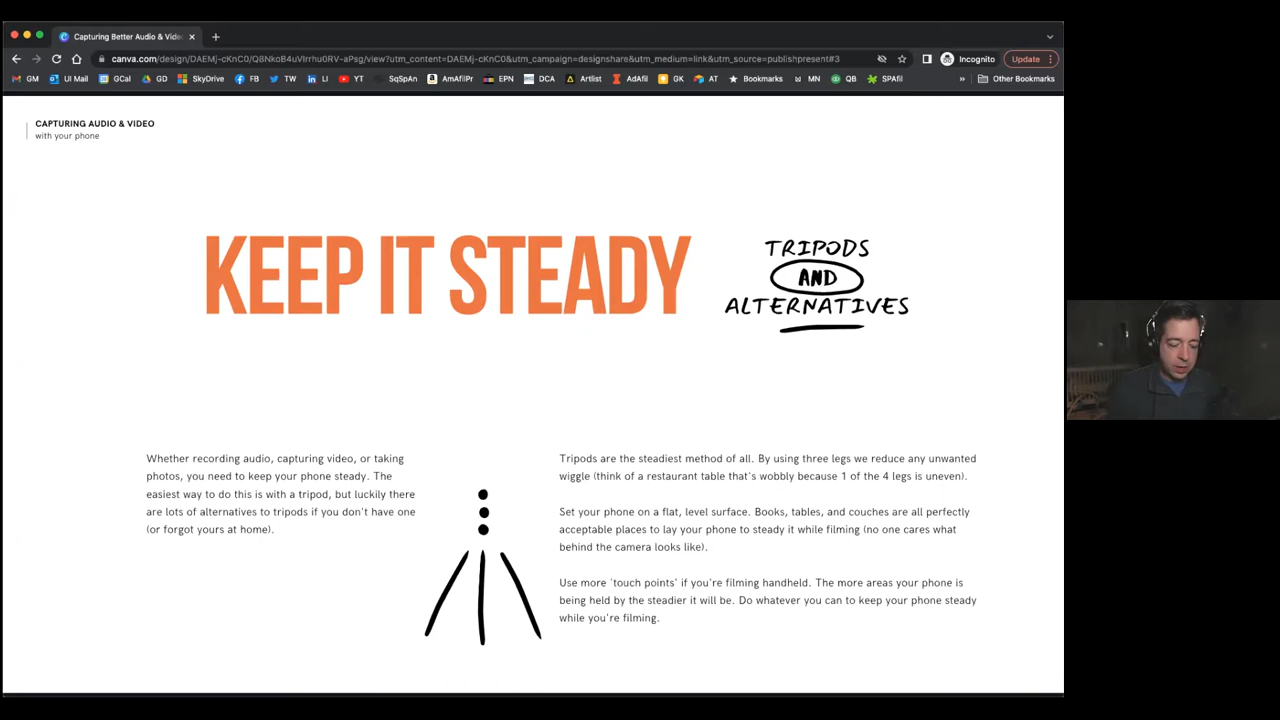 Capturing Better Audio & Vide
canva.com/design/DAEMj-cKnC0/Q8NkoB4uVIrrhu0RV-aPsg/view?utm_content=DAEMj-cKnC0&utm_campaign=designshare&utm_medium=link&utm_source=publishpresent#3
Incognito
Update
GM
UI Mail
GCal
GD
SkyDrive
FB
TW
LI
YT
SqSpAn
AmAfilPr
EPN
DCA
Artlist
AdAfil
GK
AT
Bookmarks
MN
QB
SPAfil
»
Other Bookmarks
CAPTURING AUDIO & VIDEO
with your phone
KEEP IT STEADY
TRIPODS
AND
ALTERNATIVES
Whether recording audio, capturing video, or taking
photos, you need to keep your phone steady. The
easiest way to do this is with a tripod, but luckily there
are lots of alternatives to tripods if you don't have one
(or forgot yours at home).
Tripods are the steadiest method of all. By using three legs we reduce any unwanted
wiggle (think of a restaurant table that's wobbly because 1 of the 4 legs is uneven).
Set your phone on a flat, level surface. Books, tables, and couches are all perfectly
acceptable places to lay your phone to steady it while filming (no one cares what
behind the camera looks like).
Use more 'touch points' if you're filming handheld. The more areas your phone is
being held by the steadier it will be. Do whatever you can to keep your phone steady
while you're filming.